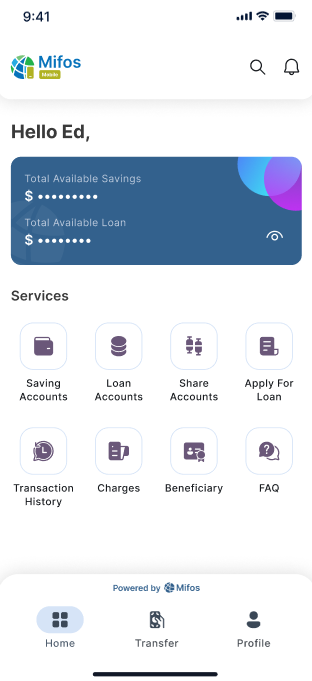 9:41
Mifos
Mobile
Hello Ed,
Total Available Savings
$ •••••••••
Total Available Loan
$ ••••••••
Services
Saving Accounts
Loan Accounts
Share Accounts
Apply For Loan
Transaction History
Charges
Beneficiary
FAQ
Powered by Mifos
Home
Transfer
Profile